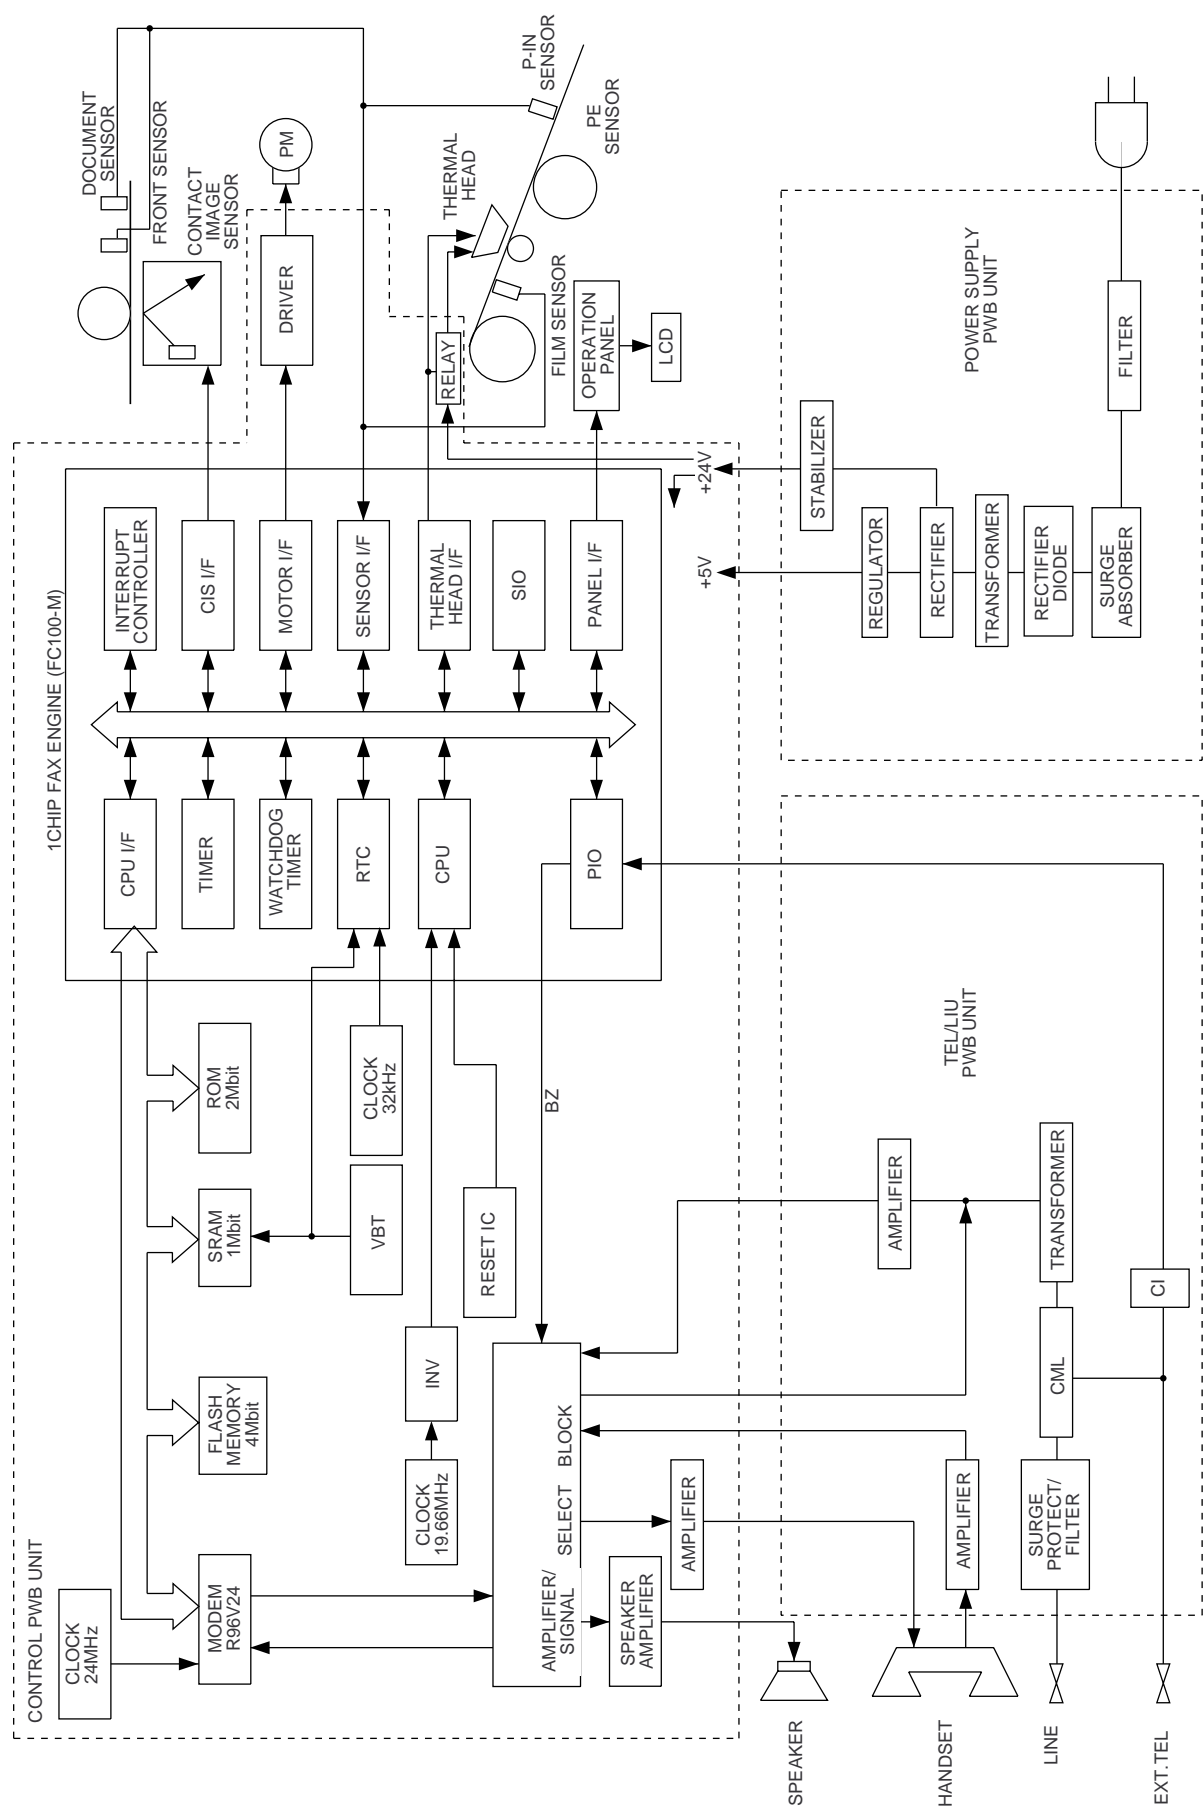 CONTROL PWB UNIT
CLOCK
24MHz
MODEM
R96V24
FLASH
MEMORY
4Mbit
SRAM
1Mbit
ROM
2Mbit
CLOCK
19.66MHz
INV
VBT
CLOCK
32kHz
RESET IC
AMPLIFIER/
SIGNAL
SELECT
BLOCK
BZ
SPEAKER
AMPLIFIER
AMPLIFIER
1CHIP FAX ENGINE (FC100-M)
CPU I/F
TIMER
WATCHDOG
TIMER
RTC
CPU
PIO
INTERRUPT
CONTROLLER
CIS I/F
MOTOR I/F
SENSOR I/F
THERMAL
HEAD I/F
SIO
PANEL I/F
DOCUMENT
SENSOR
FRONT SENSOR
CONTACT
IMAGE
SENSOR
DRIVER
PM
RELAY
THERMAL
HEAD
FILM SENSOR
P-IN
SENSOR
PE
SENSOR
OPERATION
PANEL
LCD
+5V
+24V
SPEAKER
HANDSET
LINE
EXT.TEL
TEL/LIU
PWB UNIT
AMPLIFIER
AMPLIFIER
SURGE
PROTECT/
FILTER
CML
TRANSFORMER
CI
POWER SUPPLY
PWB UNIT
STABILIZER
REGULATOR
RECTIFIER
TRANSFORMER
RECTIFIER
DIODE
SURGE
ABSORBER
FILTER